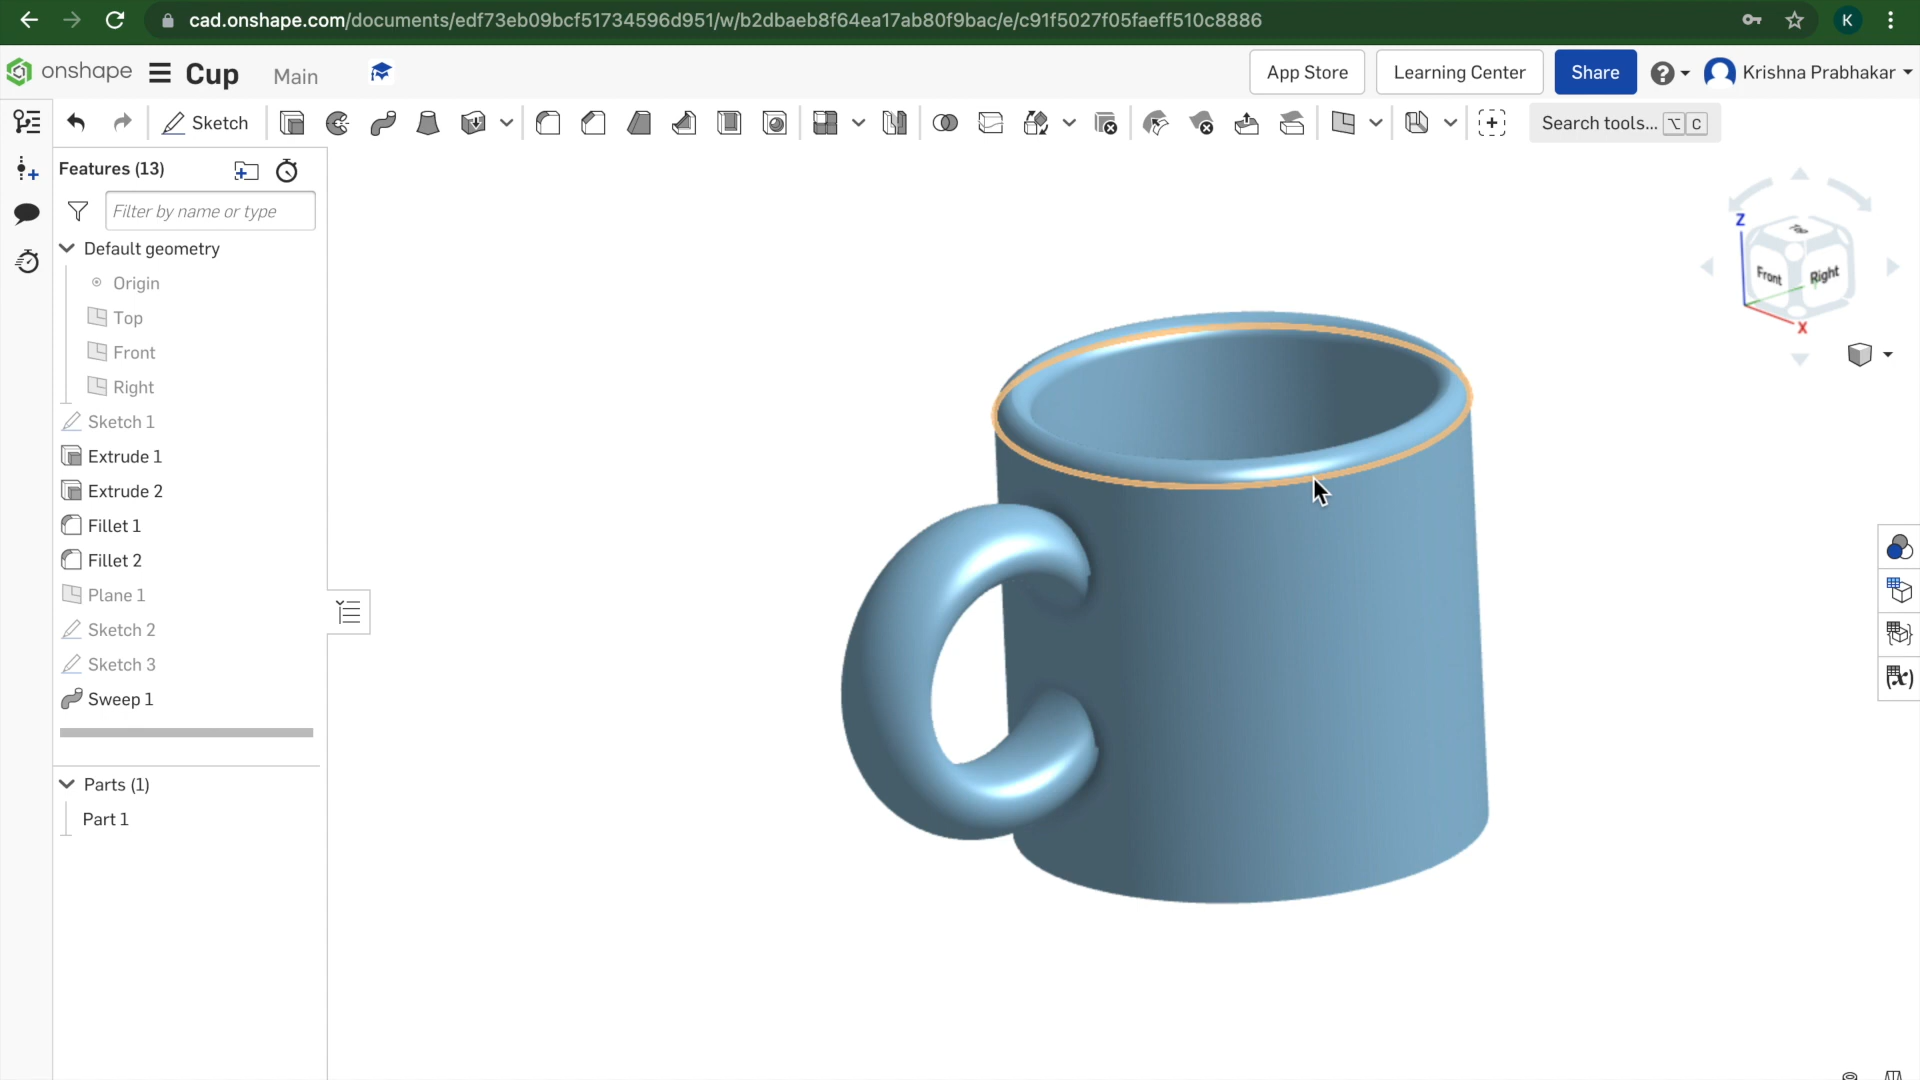 cad.onshape.com/documents/edf73eb09bcf51734596d951/w/b2dbaeb8f64ea17ab80f9bac/e/c91f5027f05faeff510c8886
K
onshape Cup Main App Store Learning Center Share Krishna Prabhakar
Sketch Search tools... ⌥ C
Features (13)
Filter by name or type
Default geometry
Origin
Top
Front
Right
Sketch 1
Extrude 1
Extrude 2
Fillet 1
Fillet 2
Plane 1
Sketch 2
Sketch 3
Sweep 1
Parts (1)
Part 1
Z
Top
Front Right
X
(x)